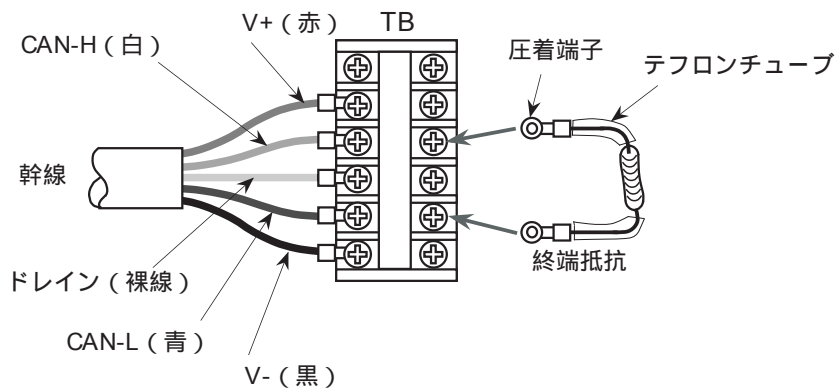 V+（赤）
TB
CAN-H（白）
圧着端子
テフロンチューブ
幹線
終端抵抗
ドレイン（裸線）
CAN-L（青）
V-（黒）